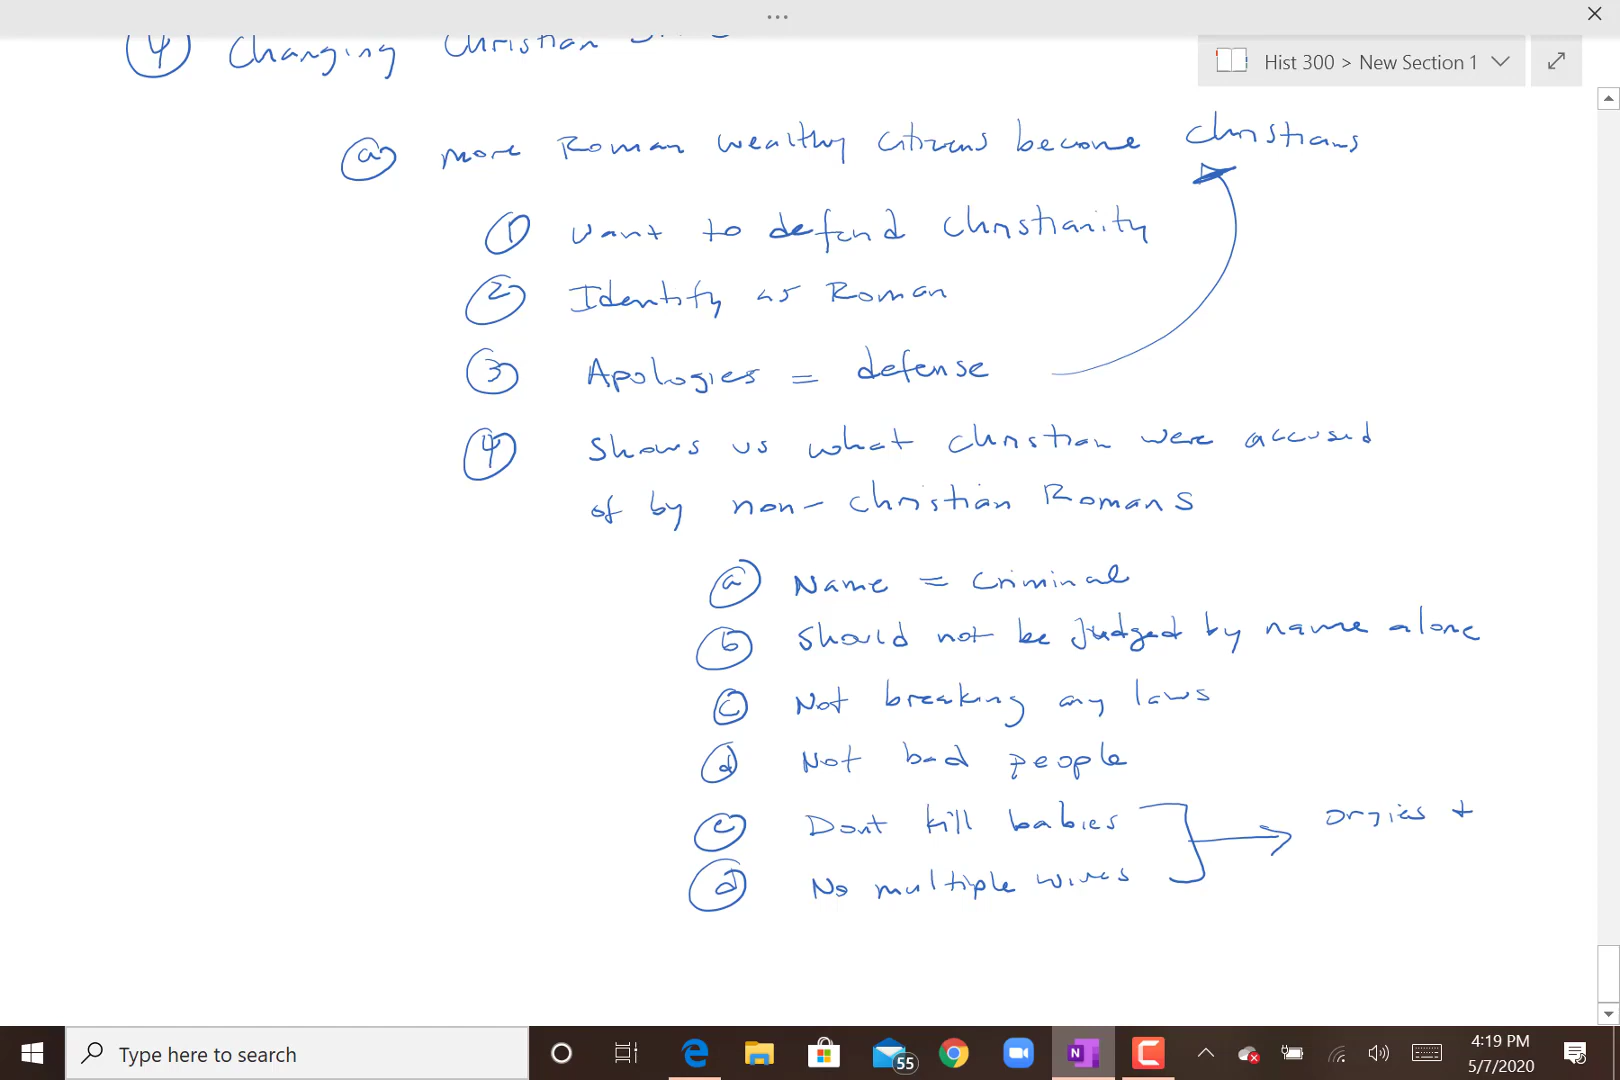 4 Changing Christian
Hist 300 > New Section 1
a more Roman wealthy citizens become Christians
1 want to defend Christianity
2 Identify as Roman
3 Apologies = defense
4 Shows us what Christian were accused
of by non-Christian Romans
a Name = Criminal
b should not be judged by name alone
c Not breaking any laws
d Not bad people
e Dont kill babies
orgies +
d No multiple wives
Type here to search
55
4:19 PM
5/7/2020